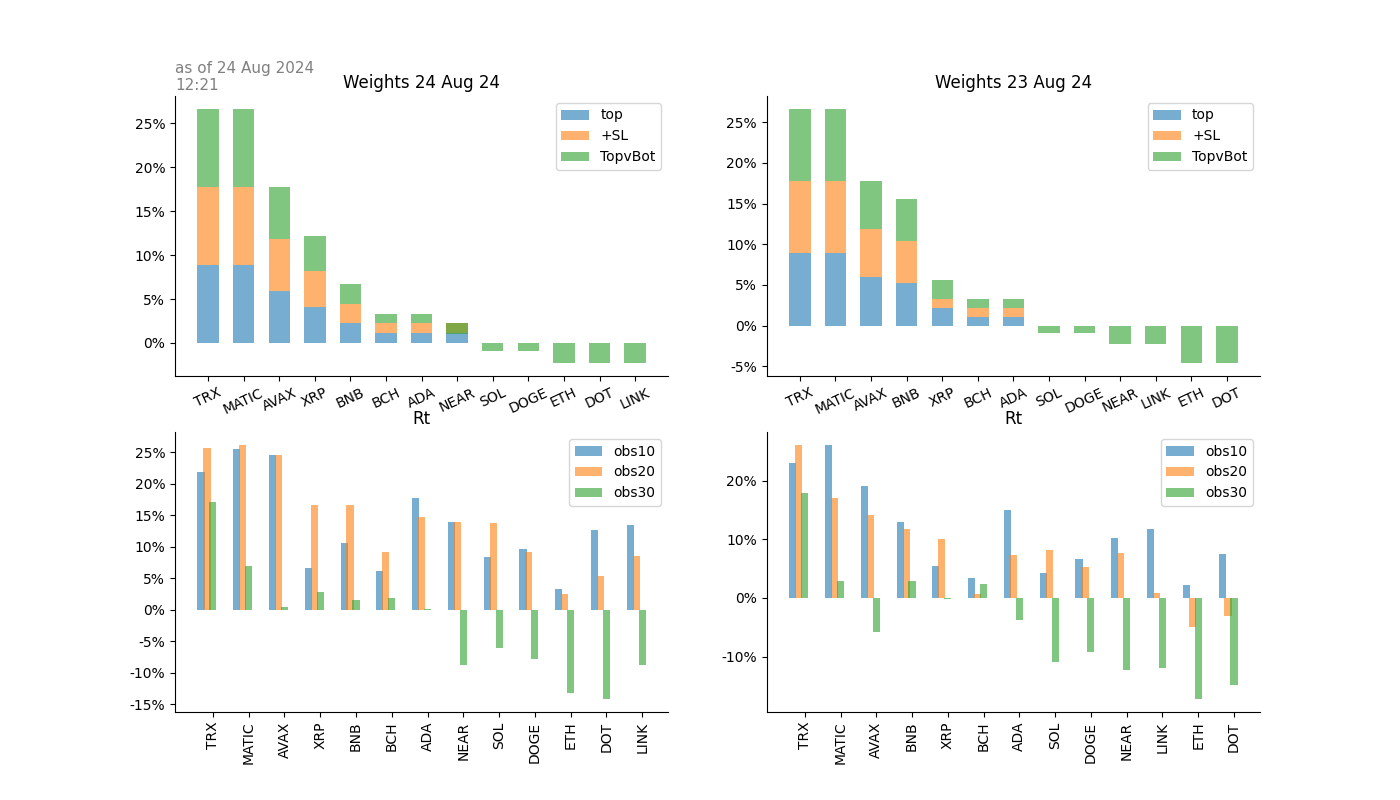 as of 24 Aug 2024
12:21
Weights 24 Aug 24
25%
20%
15%
10%
5%
0%
top
+SL
TopvBot
TRX MATIC AVAX XRP BNB BCH ADA NEAR SOL DOGE ETH DOT LINK
Weights 23 Aug 24
25%
20%
15%
10%
5%
0%
-5%
top
+SL
TopvBot
TRX MATIC AVAX BNB XRP BCH ADA SOL DOGE NEAR LINK ETH DOT
Rt
25%
20%
15%
10%
5%
0%
-5%
-10%
-15%
obs10
obs20
obs30
TRX MATIC AVAX XRP BNB BCH ADA NEAR SOL DOGE ETH DOT LINK
Rt
20%
10%
0%
-10%
obs10
obs20
obs30
TRX MATIC AVAX BNB XRP BCH ADA SOL DOGE NEAR LINK ETH DOT